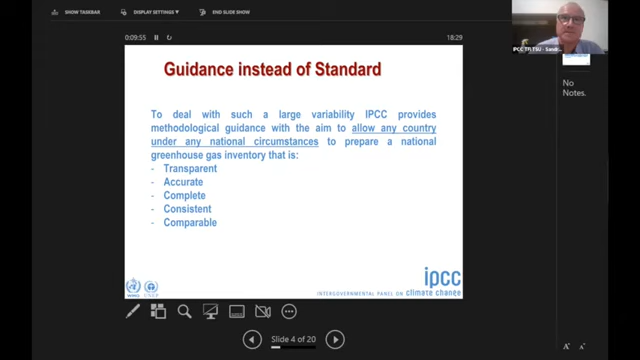 SHOW TASKBAR
DISPLAY SETTINGS
END SLIDE SHOW
0:09:55
18:29
IPCC TFI TSU - Sandro
No
Notes.
Guidance instead of Standard
To deal with such a large variability IPCC provides
methodological guidance with the aim to allow any country
under any national circumstances to prepare a national
greenhouse gas inventory that is:
- Transparent
- Accurate
- Complete
- Consistent
- Comparable
WMO
ipcc
INTERGOVERNMENTAL PANEL ON climate change
Slide 4 of 20
A A